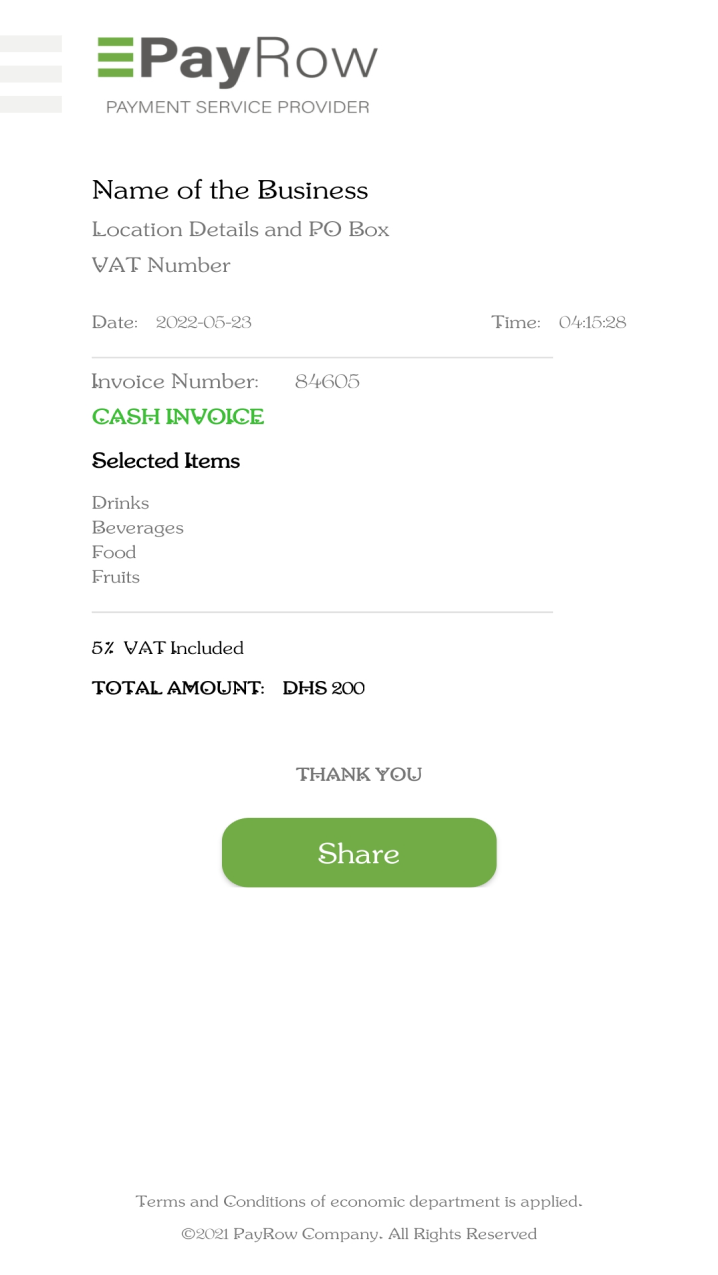 PayRow
PAYMENT SERVICE PROVIDER
Name of the Business
Location Details and PO Box
VAT Number
Date: 2022-05-23 Time: 04:15:28
Invoice Number: 84605
CASH INVOICE
Selected Items
Drinks
Beverages
Food
Fruits
5% VAT Included
TOTAL AMOUNT: DHS 200
THANK YOU
Share
Terms and Conditions of economic department is applied.
©2021 PayRow Company. All Rights Reserved